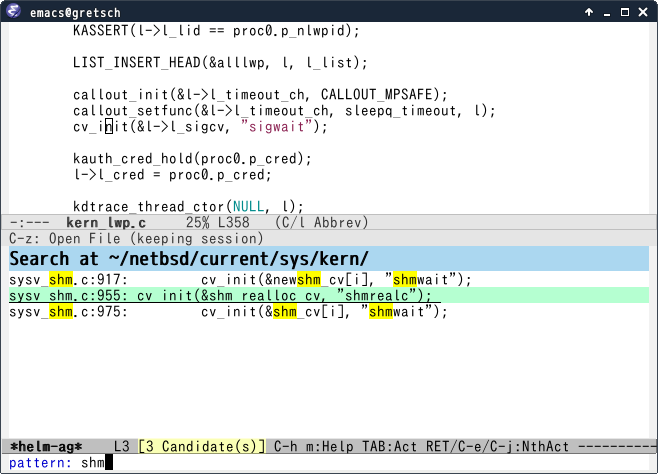 emacs@gretsch
KASSERT(l->l_lid == proc0.p_nlwpid);
LIST_INSERT_HEAD(&alllwp, l, l_list);
callout_init(&l->l_timeout_ch, CALLOUT_MPSAFE);
callout_setfunc(&l->l_timeout_ch, sleepq_timeout, l);
cv_init(&l->l_sigcv, "sigwait");
kauth_cred_hold(proc0.p_cred);
l->l_cred = proc0.p_cred;
kdtrace_thread_ctor(NULL, l);
-:--- kern_lwp.c 25% L358 (C/l Abbrev)
C-z: Open File (keeping session)
Search at ~/netbsd/current/sys/kern/
sysv_shm.c:917: cv_init(&newshm_cv[i], "shmwait");
sysv_shm.c:955: cv_init(&shm_realloc_cv, "shmrealc");
sysv_shm.c:975: cv_init(&shm_cv[i], "shmwait");
*helm-ag* L3 [3 Candidate(s)] C-h m:Help TAB:Act RET/C-e/C-j:NthAct ----------
pattern: shm